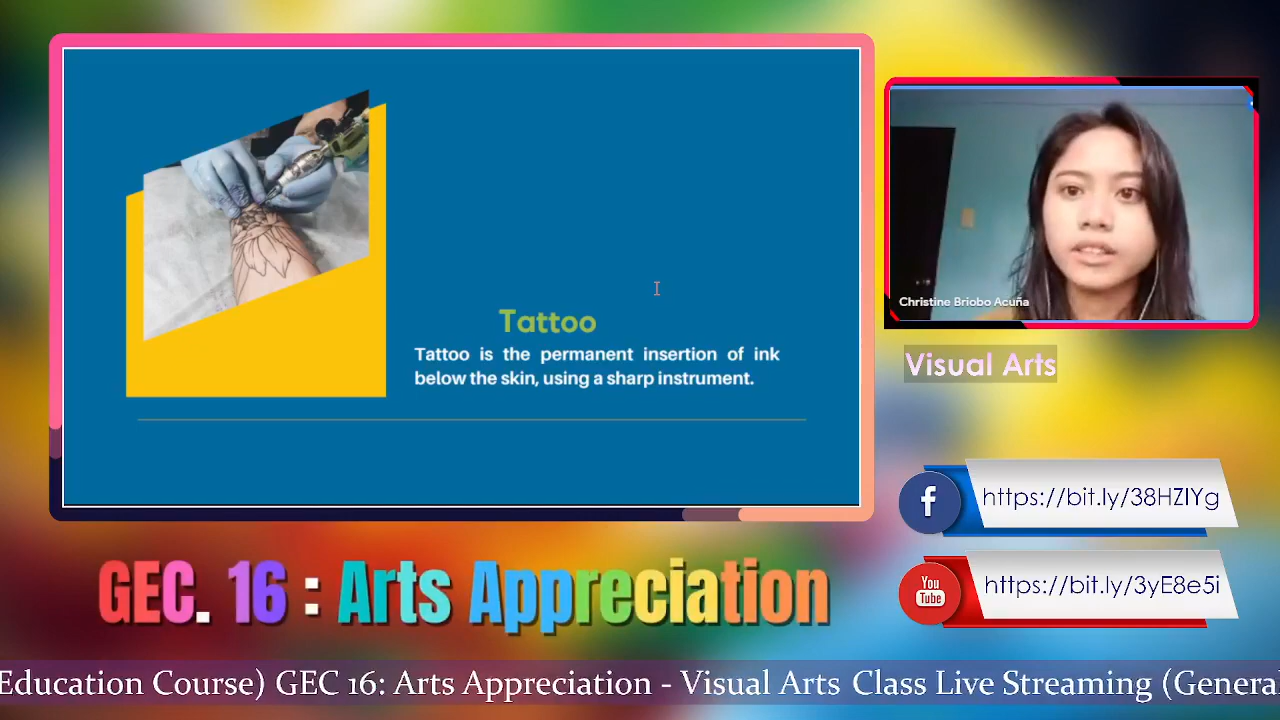 Tattoo
Tattoo is the permanent insertion of ink
below the skin, using a sharp instrument.
Christine Briobo Acuña
Visual Arts
https://bit.ly/38HZIYg
You
Tube
https://bit.ly/3yE8e5i
GEC. 16 : Arts Appreciation
Education Course) GEC 16: Arts Appreciation - Visual Arts Class Live Streaming (General